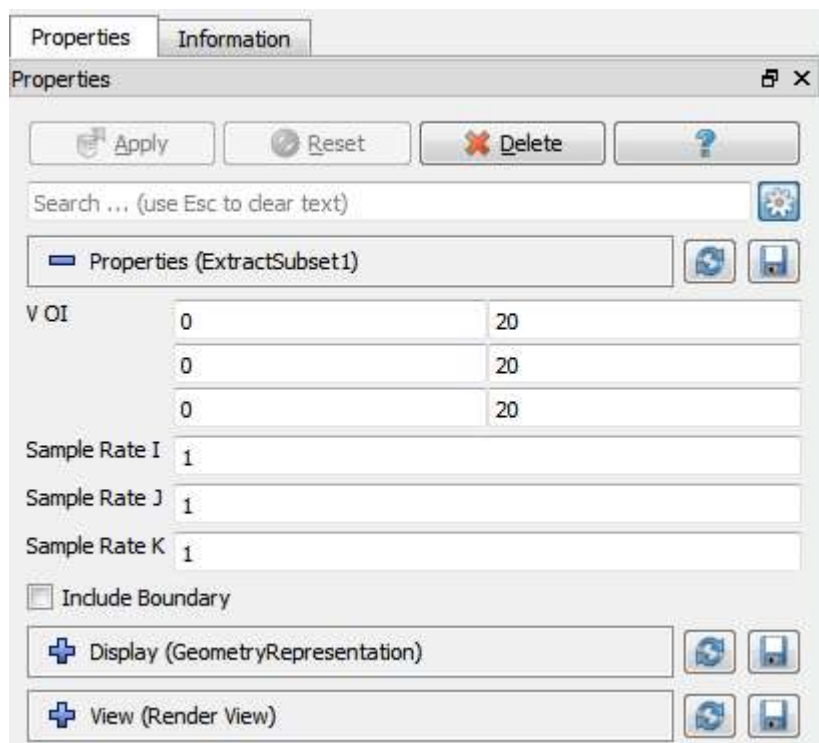 Properties Information
Properties
Apply Reset Delete ?
Search ... (use Esc to clear text)
Properties (ExtractSubset1)
V OI 0 20
0 20
0 20
Sample Rate I 1
Sample Rate J 1
Sample Rate K 1
Include Boundary
Display (GeometryRepresentation)
View (Render View)